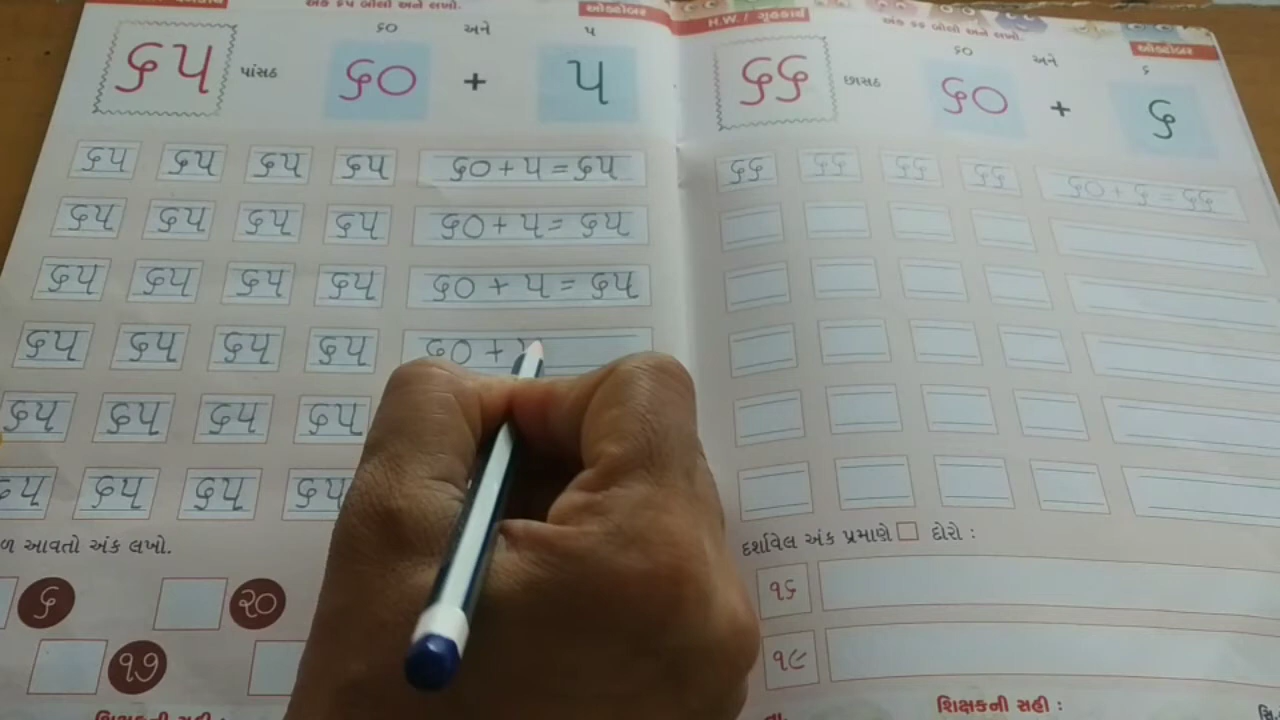 અંક ૬૫ બોલી અને લખો.
ઓક્ટોબર
૬૦ અને ૫
૬૫ પાંસઠ ૬૦ + ૫
૬૫ ૬૫ ૬૫ ૬૫ ૬૦+૫=૬૫
૬૫ ૬૫ ૬૫ ૬૫ ૬૦+૫=૬૫
૬૫ ૬૫ ૬૫ ૬૫ ૬૦+૫=૬૫
૬૫ ૬૫ ૬૫ ૬૫ ૬૦+
૬૫ ૬૫ ૬૫ ૬૫
૬૫ ૬૫ ૬૫ ૬૫
આવતો અંક લખો.
૬ ૨૦
૧૭
H.W. / ગૃહકાર્ય
અંક ૬૬ બોલી અને લખો.
ઓક્ટોબર
૬૦ અને ૬
૬૬ છાસઠ ૬૦ + ૬
૬૬ ૬૬ ૬૬ ૬૬ ૬૦+૬=૬૬
દર્શાવેલ અંક પ્રમાણે □ દોરો :
૧૬
૧૯
શિક્ષકની સહી :